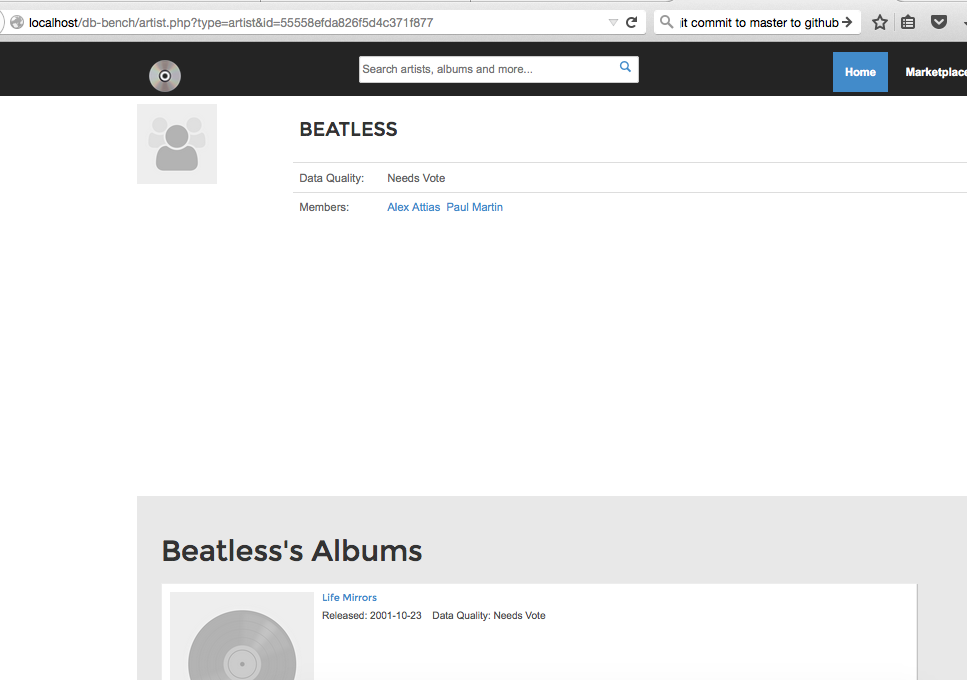 localhost/db-bench/artist.php?type=artist&id=55558efda826f5d4c371f877
it commit to master to github
Search artists, albums and more...
Home
Marketplace
BEATLESS
Data Quality: Needs Vote
Members: Alex Attias Paul Martin
Beatless's Albums
Life Mirrors
Released: 2001-10-23 Data Quality: Needs Vote